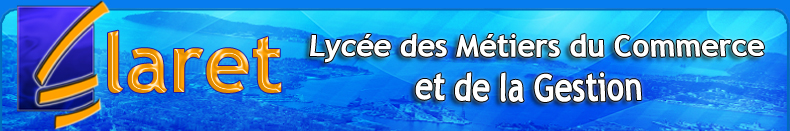 Claret
Lycée des Métiers du Commerce
et de la Gestion